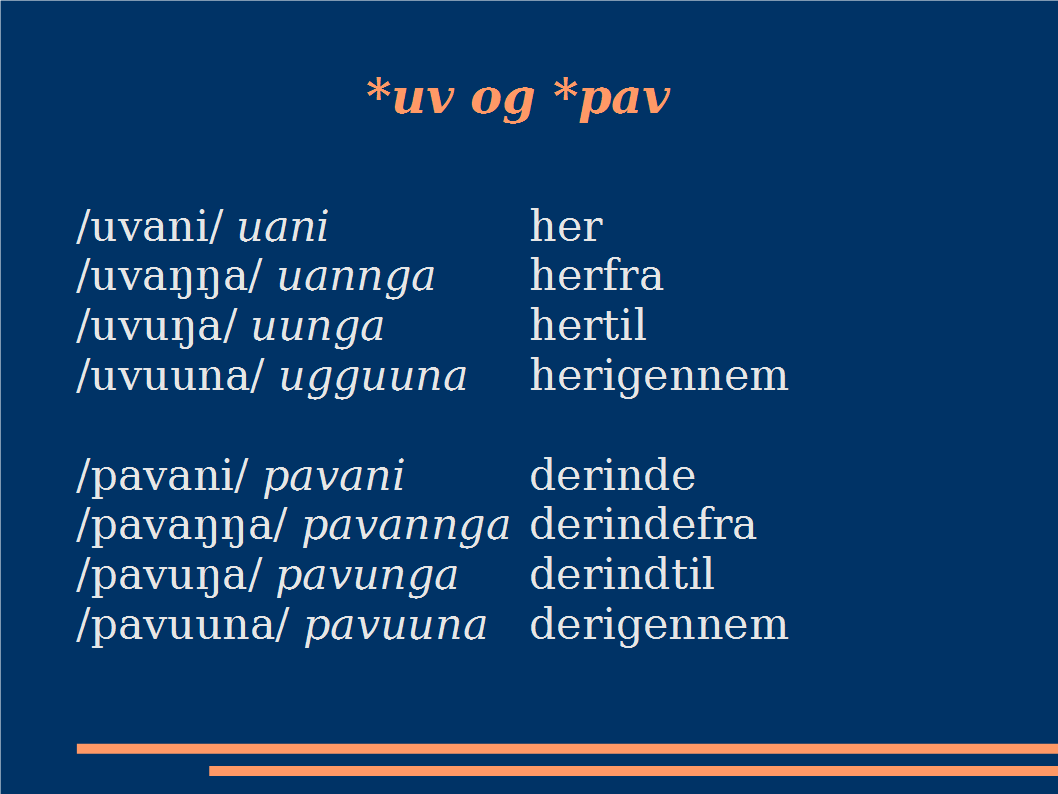 *uv og *pav
/uvani/ uani her
/uvaŋŋa/ uannga herfra
/uvuŋa/ uunga hertil
/uvuuna/ ugguuna herigennem
/pavani/ pavani derinde
/pavaŋŋa/ pavannga derindefra
/pavuŋa/ pavunga derindtil
/pavuuna/ pavuuna derigennem